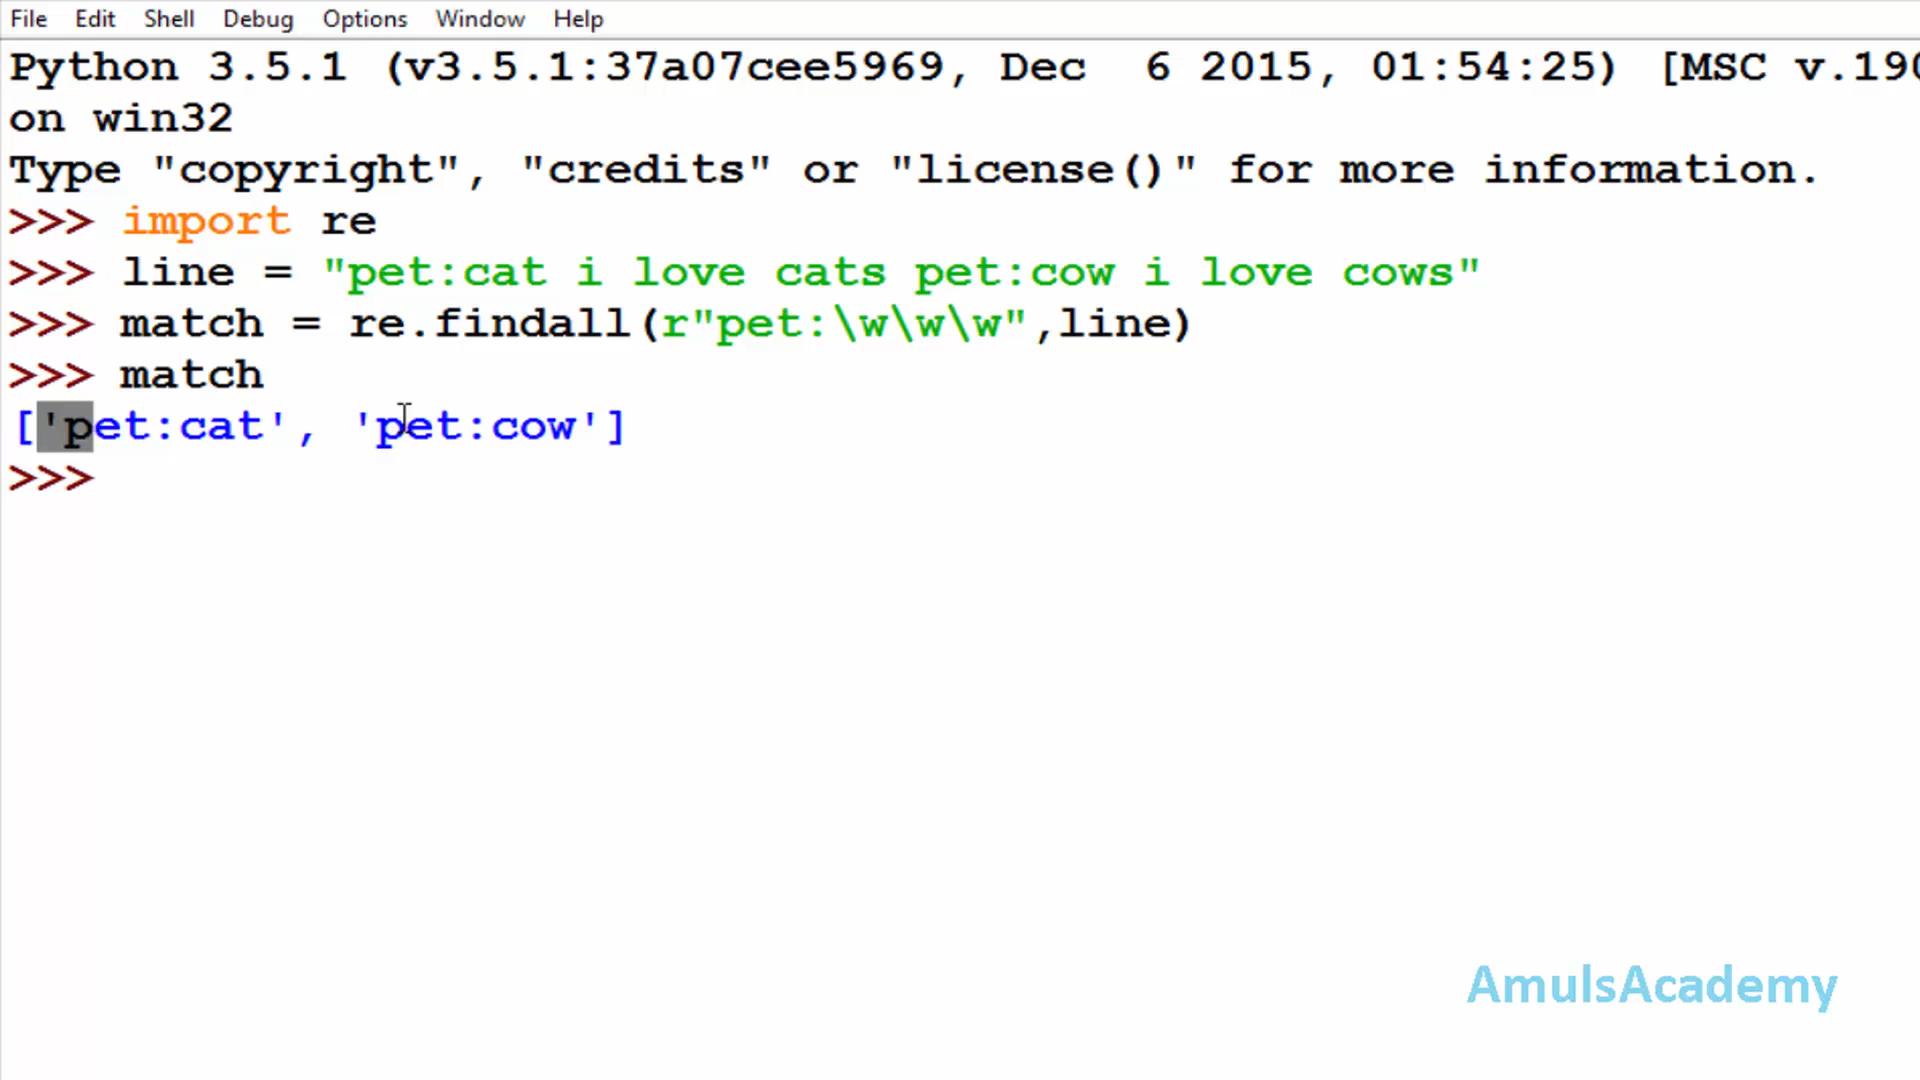 File Edit Shell Debug Options Window Help
Python 3.5.1 (v3.5.1:37a07cee5969, Dec  6 2015, 01:54:25) [MSC v.190
on win32
Type "copyright", "credits" or "license()" for more information.
>>> import re
>>> line = "pet:cat i love cats pet:cow i love cows"
>>> match = re.findall(r"pet:\w\w\w",line)
>>> match
['pet:cat', 'pet:cow']
>>>
AmulsAcademy